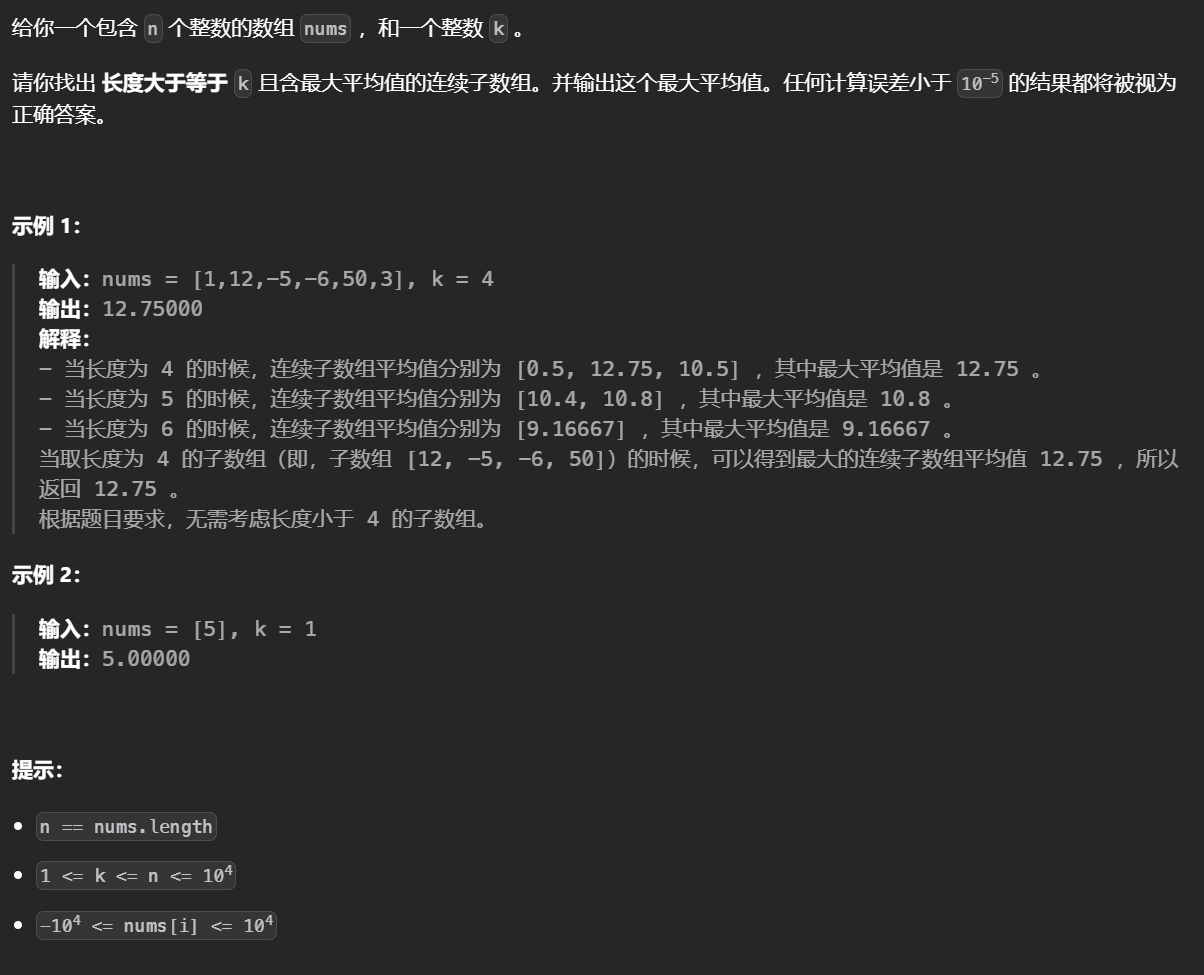 给你一个包含 n 个整数的数组 nums ，和一个整数 k 。
请你找出 长度大于等于 k 且含最大平均值的连续子数组。并输出这个最大平均值。任何计算误差小于 10⁻⁵ 的结果都将被视为
正确答案。
示例 1：
输入：nums = [1,12,-5,-6,50,3], k = 4
输出：12.75000
解释：
- 当长度为 4 的时候，连续子数组平均值分别为 [0.5, 12.75, 10.5] ，其中最大平均值是 12.75 。
- 当长度为 5 的时候，连续子数组平均值分别为 [10.4, 10.8] ，其中最大平均值是 10.8 。
- 当长度为 6 的时候，连续子数组平均值分别为 [9.16667] ，其中最大平均值是 9.16667 。
当取长度为 4 的子数组（即，子数组 [12, -5, -6, 50]）的时候，可以得到最大的连续子数组平均值 12.75 ，所以
返回 12.75 。
根据题目要求，无需考虑长度小于 4 的子数组。
示例 2：
输入：nums = [5], k = 1
输出：5.00000
提示：
• n == nums.length
• 1 <= k <= n <= 10⁴
• -10⁴ <= nums[i] <= 10⁴